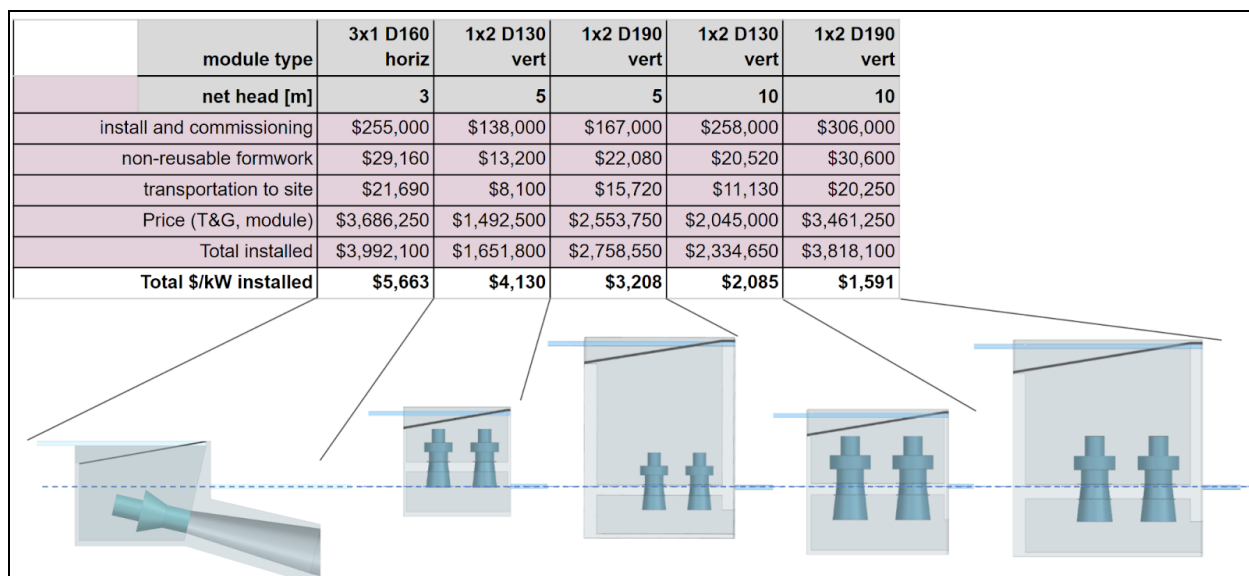 3x1 D160 1x2 D130 1x2 D190 1x2 D130 1x2 D190
module type horiz vert vert vert vert
net head [m] 3 5 5 10 10
install and commissioning $255,000 $138,000 $167,000 $258,000 $306,000
non-reusable formwork $29,160 $13,200 $22,080 $20,520 $30,600
transportation to site $21,690 $8,100 $15,720 $11,130 $20,250
Price (T&G, module) $3,686,250 $1,492,500 $2,553,750 $2,045,000 $3,461,250
Total installed $3,992,100 $1,651,800 $2,758,550 $2,334,650 $3,818,100
Total $/kW installed $5,663 $4,130 $3,208 $2,085 $1,591